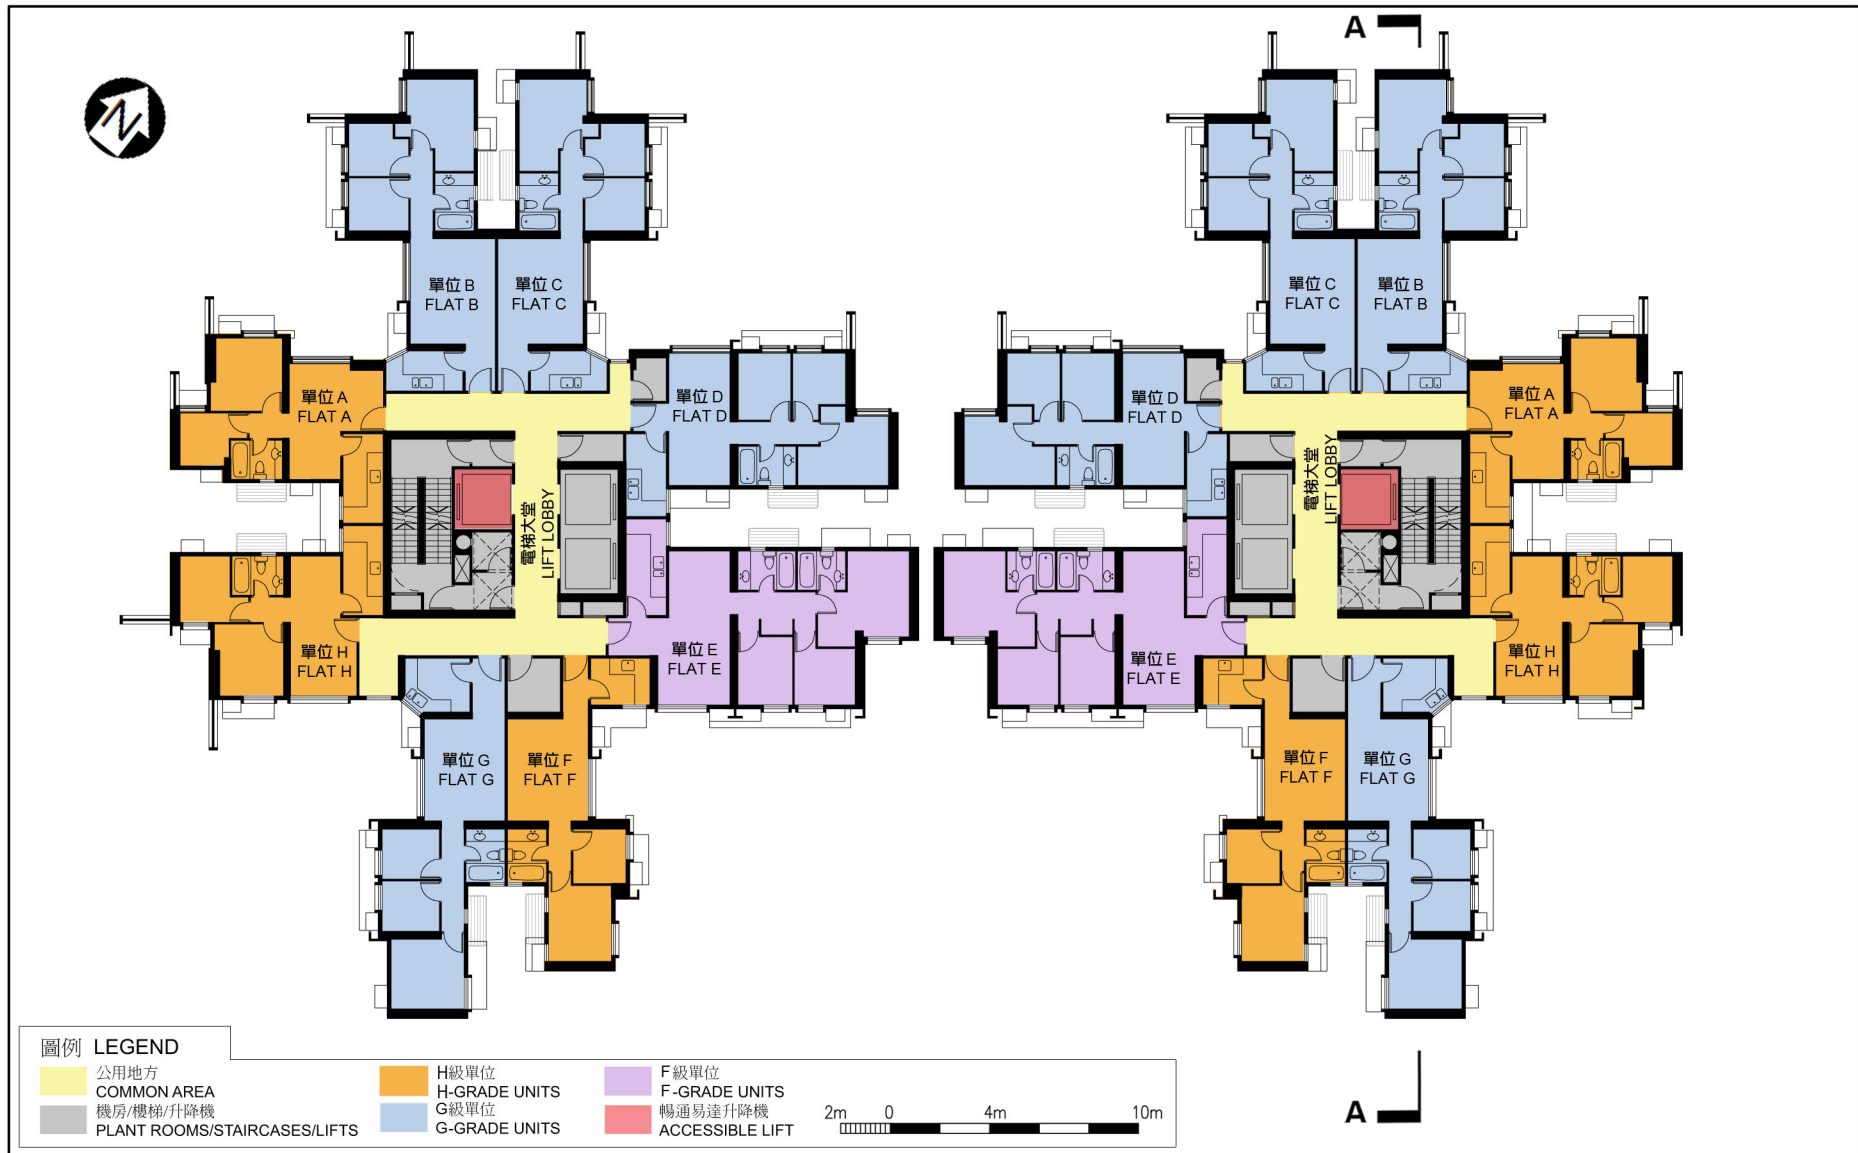 A
N
單位 B
FLAT B
單位 C
FLAT C
單位 C
FLAT C
單位 B
FLAT B
單位 A
FLAT A
單位 D
FLAT D
單位 D
FLAT D
單位 A
FLAT A
電梯大堂
LIFT LOBBY
電梯大堂
LIFT LOBBY
單位 H
FLAT H
單位 E
FLAT E
單位 E
FLAT E
單位 H
FLAT H
單位 G
FLAT G
單位 F
FLAT F
單位 F
FLAT F
單位 G
FLAT G
圖例 LEGEND
公用地方
COMMON AREA
機房/樓梯/升降機
PLANT ROOMS/STAIRCASES/LIFTS
H級單位
H-GRADE UNITS
G級單位
G-GRADE UNITS
F級單位
F-GRADE UNITS
暢通易達升降機
ACCESSIBLE LIFT
2m 0 4m 10m
A